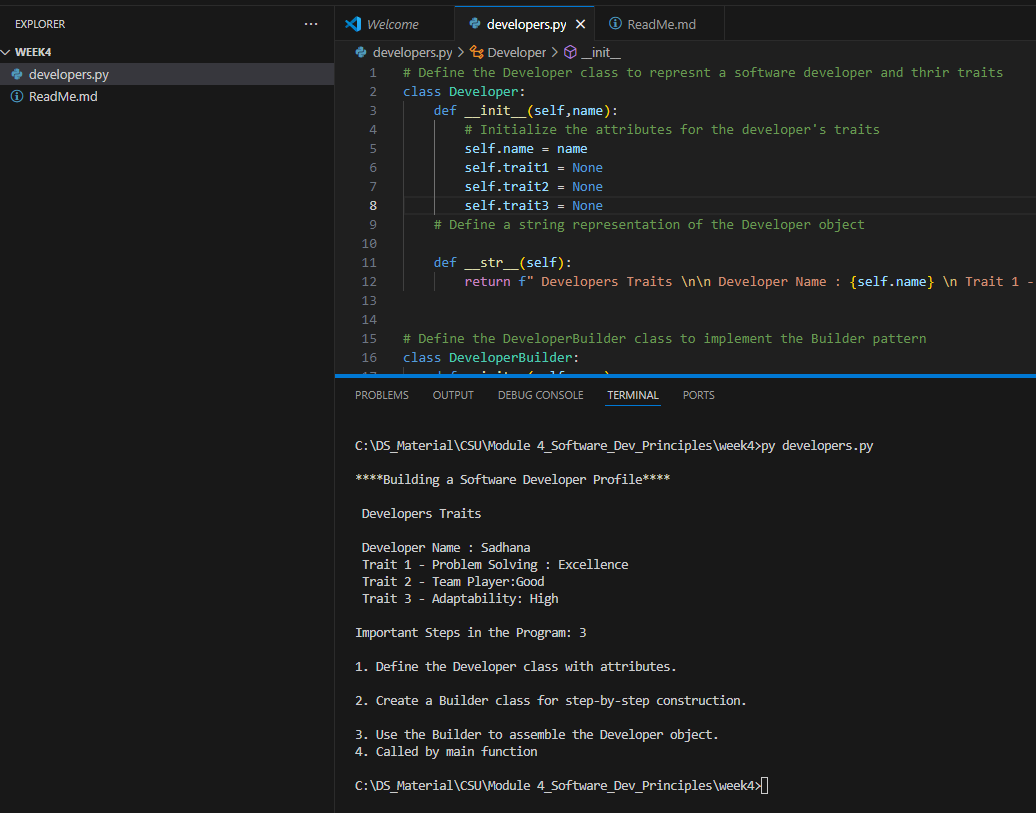 EXPLORER
WEEK4
developers.py
ReadMe.md
Welcome developers.py ReadMe.md
developers.py > Developer > __init__
1 # Define the Developer class to represnt a software developer and thrir traits
2 class Developer:
3 def __init__(self,name):
4 # Initialize the attributes for the developer's traits
5 self.name = name
6 self.trait1 = None
7 self.trait2 = None
8 self.trait3 = None
9 # Define a string representation of the Developer object
10
11 def __str__(self):
12 return f" Developers Traits \n\n Developer Name : {self.name} \n Trait 1 -
13
14
15 # Define the DeveloperBuilder class to implement the Builder pattern
16 class DeveloperBuilder:
PROBLEMS OUTPUT DEBUG CONSOLE TERMINAL PORTS
C:\DS_Material\CSU\Module 4_Software_Dev_Principles\week4>py developers.py
****Building a Software Developer Profile****
Developers Traits
Developer Name : Sadhana
Trait 1 - Problem Solving : Excellence
Trait 2 - Team Player:Good
Trait 3 - Adaptability: High
Important Steps in the Program: 3
1. Define the Developer class with attributes.
2. Create a Builder class for step-by-step construction.
3. Use the Builder to assemble the Developer object.
4. Called by main function
C:\DS_Material\CSU\Module 4_Software_Dev_Principles\week4>